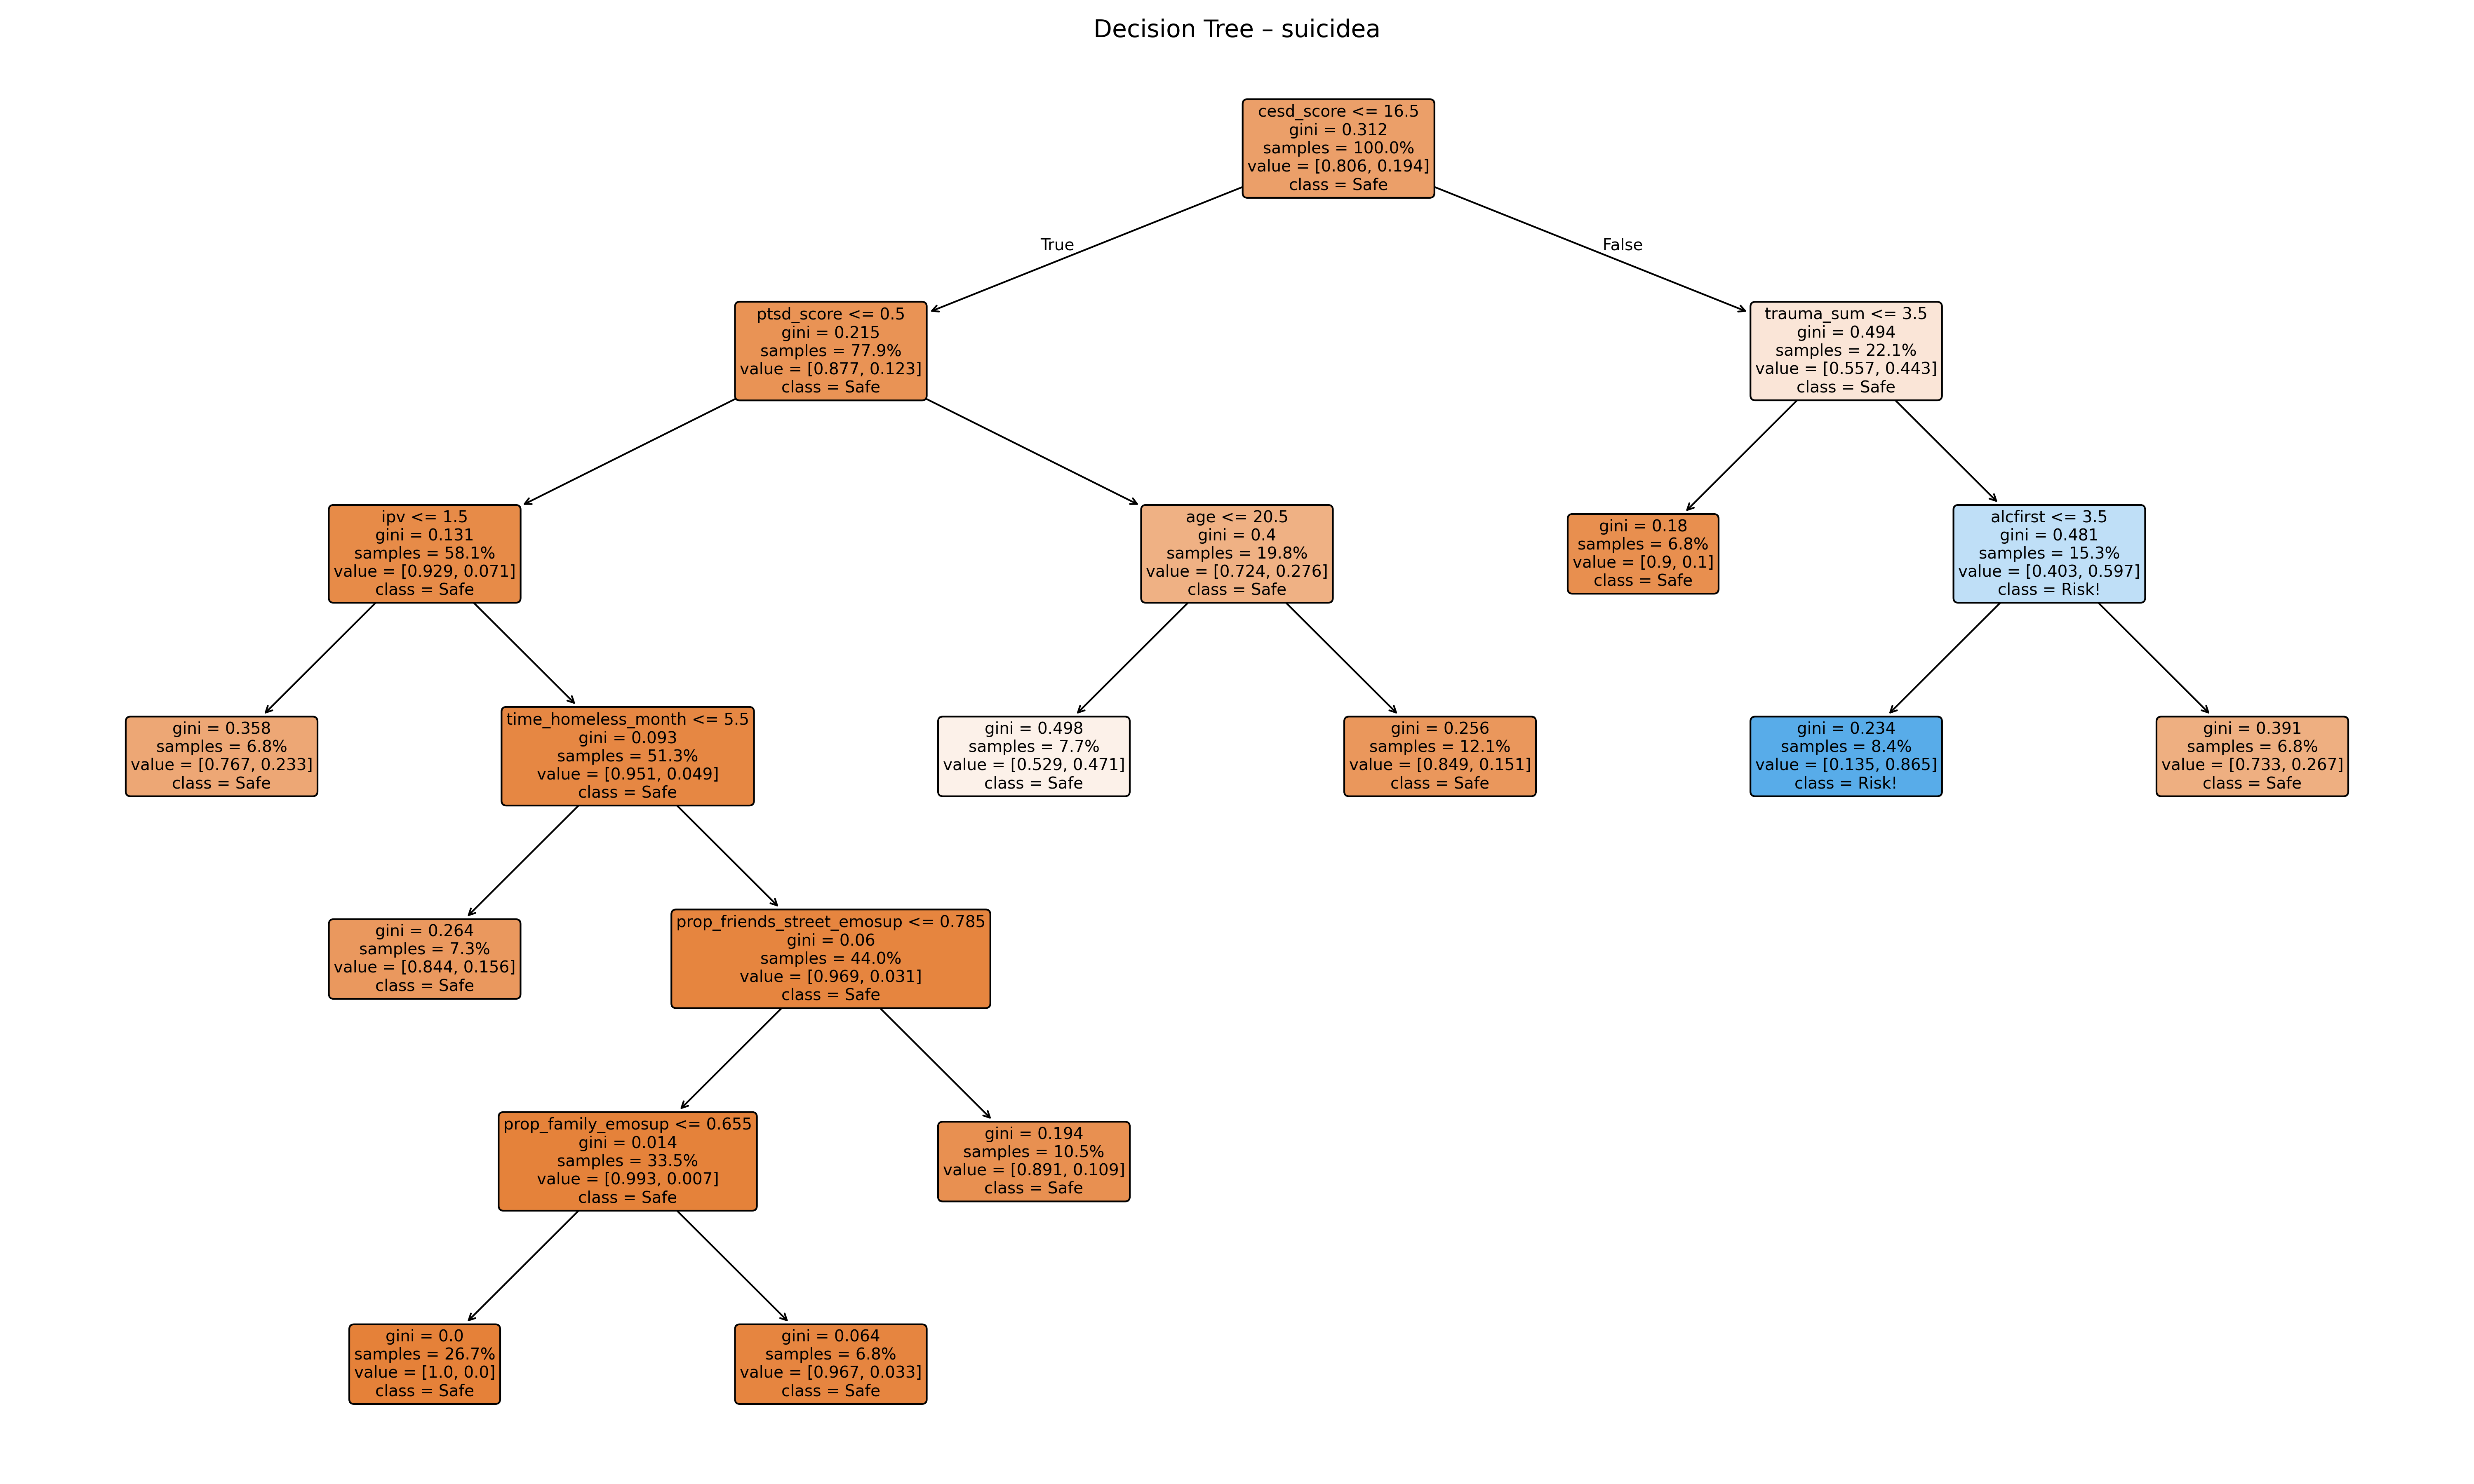 Decision Tree – suicidea
cesd_score <= 16.5
gini = 0.312
samples = 100.0%
value = [0.806, 0.194]
class = Safe
True
False
ptsd_score <= 0.5
gini = 0.215
samples = 77.9%
value = [0.877, 0.123]
class = Safe
trauma_sum <= 3.5
gini = 0.494
samples = 22.1%
value = [0.557, 0.443]
class = Safe
ipv <= 1.5
gini = 0.131
samples = 58.1%
value = [0.929, 0.071]
class = Safe
age <= 20.5
gini = 0.4
samples = 19.8%
value = [0.724, 0.276]
class = Safe
gini = 0.18
samples = 6.8%
value = [0.9, 0.1]
class = Safe
alcfirst <= 3.5
gini = 0.481
samples = 15.3%
value = [0.403, 0.597]
class = Risk!
gini = 0.358
samples = 6.8%
value = [0.767, 0.233]
class = Safe
time_homeless_month <= 5.5
gini = 0.093
samples = 51.3%
value = [0.951, 0.049]
class = Safe
gini = 0.498
samples = 7.7%
value = [0.529, 0.471]
class = Safe
gini = 0.256
samples = 12.1%
value = [0.849, 0.151]
class = Safe
gini = 0.234
samples = 8.4%
value = [0.135, 0.865]
class = Risk!
gini = 0.391
samples = 6.8%
value = [0.733, 0.267]
class = Safe
gini = 0.264
samples = 7.3%
value = [0.844, 0.156]
class = Safe
prop_friends_street_emosup <= 0.785
gini = 0.06
samples = 44.0%
value = [0.969, 0.031]
class = Safe
prop_family_emosup <= 0.655
gini = 0.014
samples = 33.5%
value = [0.993, 0.007]
class = Safe
gini = 0.194
samples = 10.5%
value = [0.891, 0.109]
class = Safe
gini = 0.0
samples = 26.7%
value = [1.0, 0.0]
class = Safe
gini = 0.064
samples = 6.8%
value = [0.967, 0.033]
class = Safe